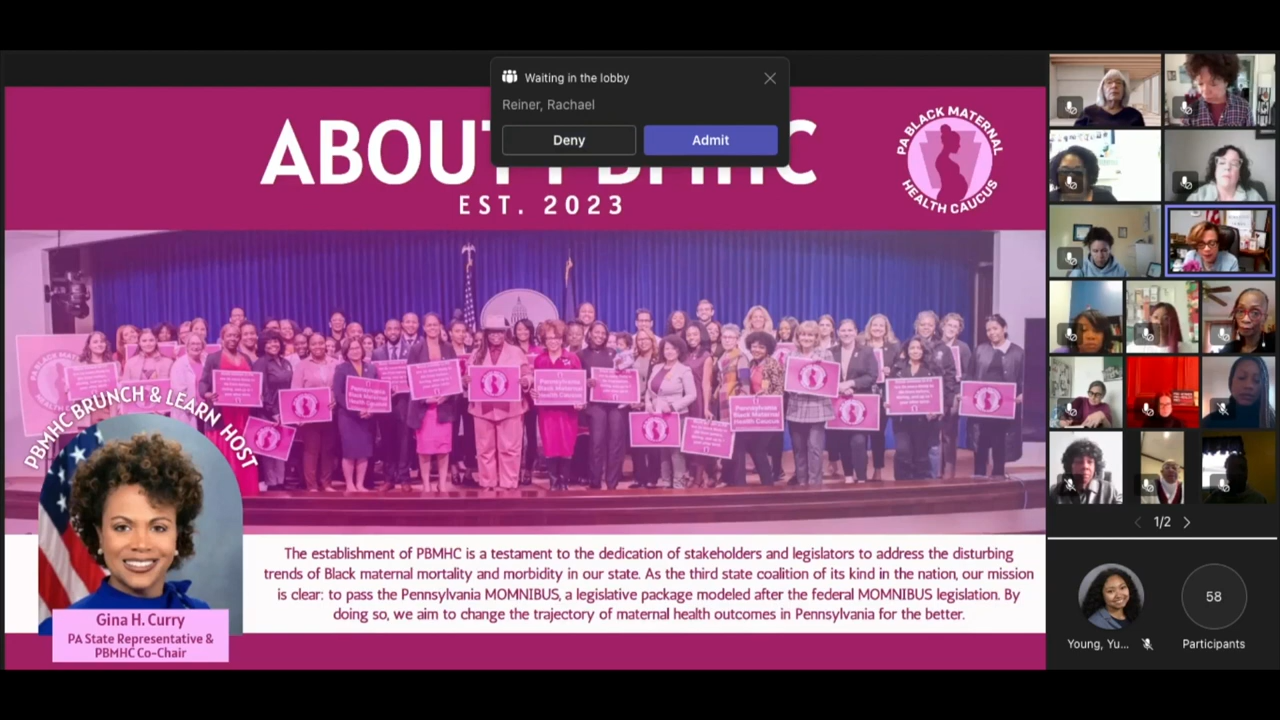 Waiting in the lobby
Reiner, Rachael
Deny
Admit
ABOUT PBMHC
EST. 2023
PA BLACK MATERNAL
HEALTH CAUCUS
PBMHC BRUNCH & LEARN HOST
Gina H. Curry
PA State Representative &
PBMHC Co-Chair
The establishment of PBMHC is a testament to the dedication of stakeholders and legislators to address the disturbing
trends of Black maternal mortality and morbidity in our state. As the third state coalition of its kind in the nation, our mission
is clear: to pass the Pennsylvania MOMNIBUS, a legislative package modeled after the federal MOMNIBUS legislation. By
doing so, we aim to change the trajectory of maternal health outcomes in Pennsylvania for the better.
Pennsylvania
Black Maternal
Health Caucus
1/2
58
Young, Yu...
Participants